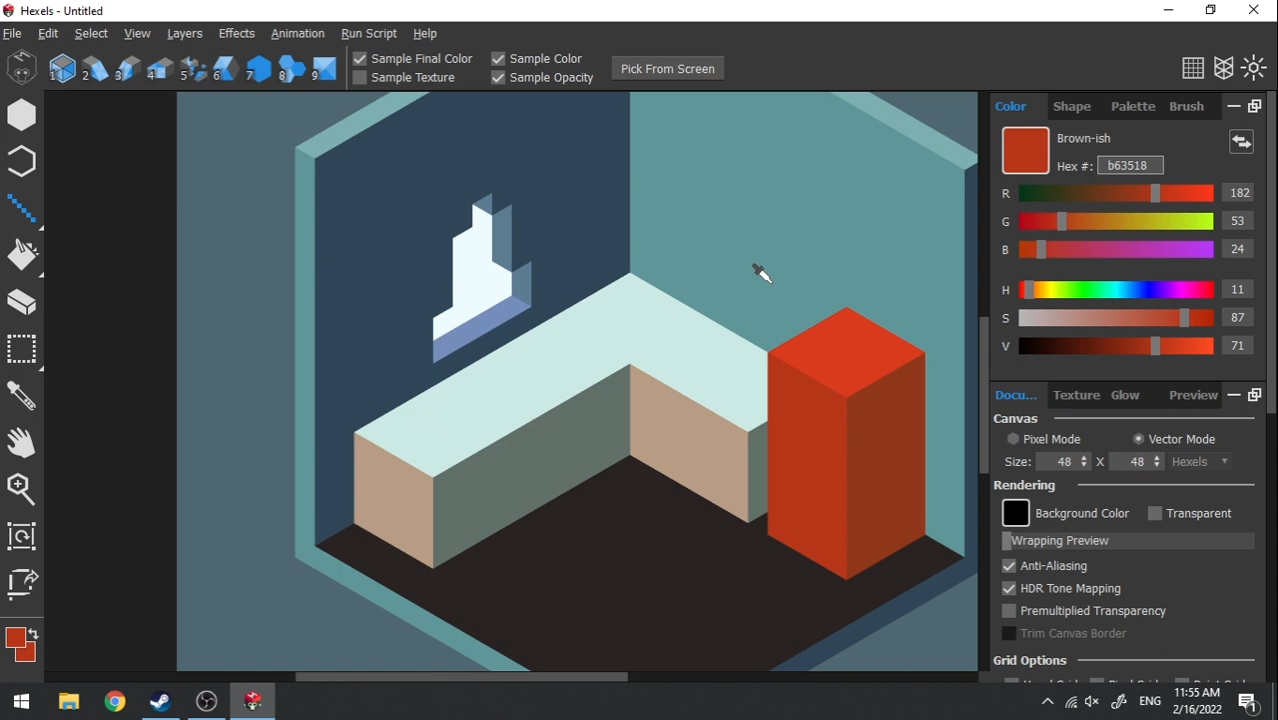 Hexels - Untitled
File Edit Select View Layers Effects Animation Run Script Help
1 2 3 4 5 6 7 8 9
Sample Final Color
Sample Color
Sample Texture
Sample Opacity
Pick From Screen
Color Shape Palette Brush
Brown-ish
Hex #: b63518
R 182
G 53
B 24
H 11
S 87
V 71
Docu... Texture Glow Preview
Canvas
Pixel Mode Vector Mode
Size: 48 X 48 Hexels
Rendering
Background Color Transparent
Wrapping Preview
Anti-Aliasing
HDR Tone Mapping
Premultiplied Transparency
Trim Canvas Border
Grid Options
ENG
11:55 AM
2/16/2022
1